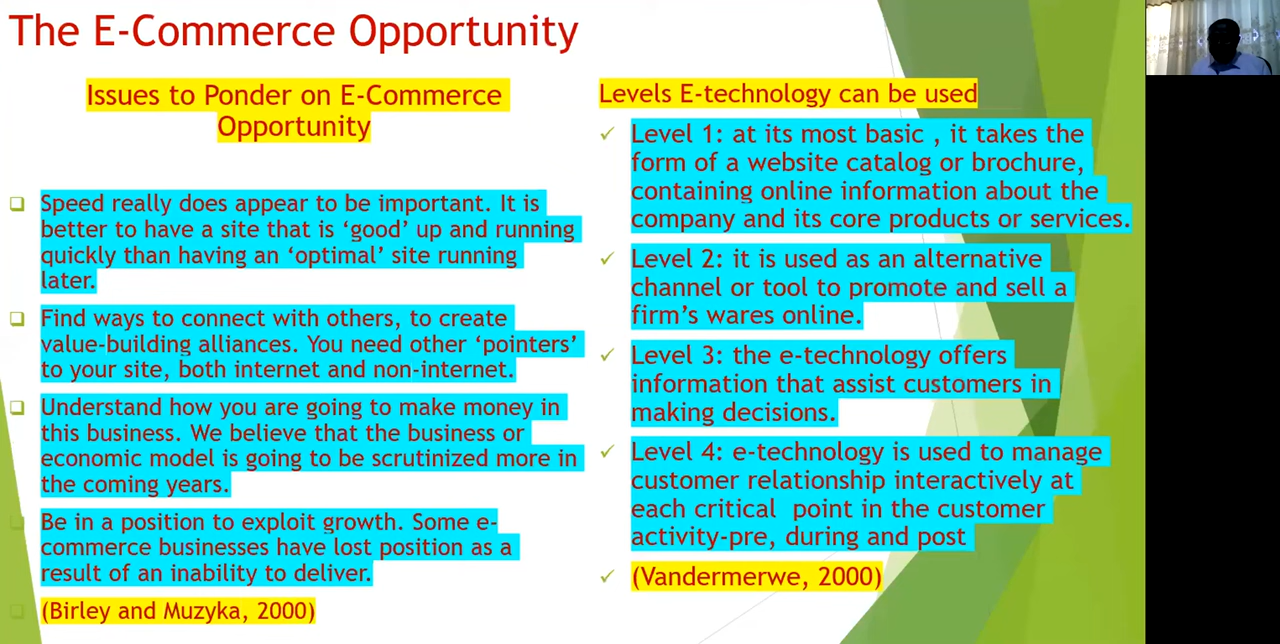 The E-Commerce Opportunity
Issues to Ponder on E-Commerce
Opportunity
Speed really does appear to be important. It is
better to have a site that is ‘good’ up and running
quickly than having an ‘optimal’ site running
later.
Find ways to connect with others, to create
value-building alliances. You need other ‘pointers’
to your site, both internet and non-internet.
Understand how you are going to make money in
this business. We believe that the business or
economic model is going to be scrutinized more in
the coming years.
Be in a position to exploit growth. Some e-
commerce businesses have lost position as a
result of an inability to deliver.
(Birley and Muzyka, 2000)
Levels E-technology can be used
Level 1: at its most basic , it takes the
form of a website catalog or brochure,
containing online information about the
company and its core products or services.
Level 2: it is used as an alternative
channel or tool to promote and sell a
firm’s wares online.
Level 3: the e-technology offers
information that assist customers in
making decisions.
Level 4: e-technology is used to manage
customer relationship interactively at
each critical  point in the customer
activity-pre, during and post
(Vandermerwe, 2000)